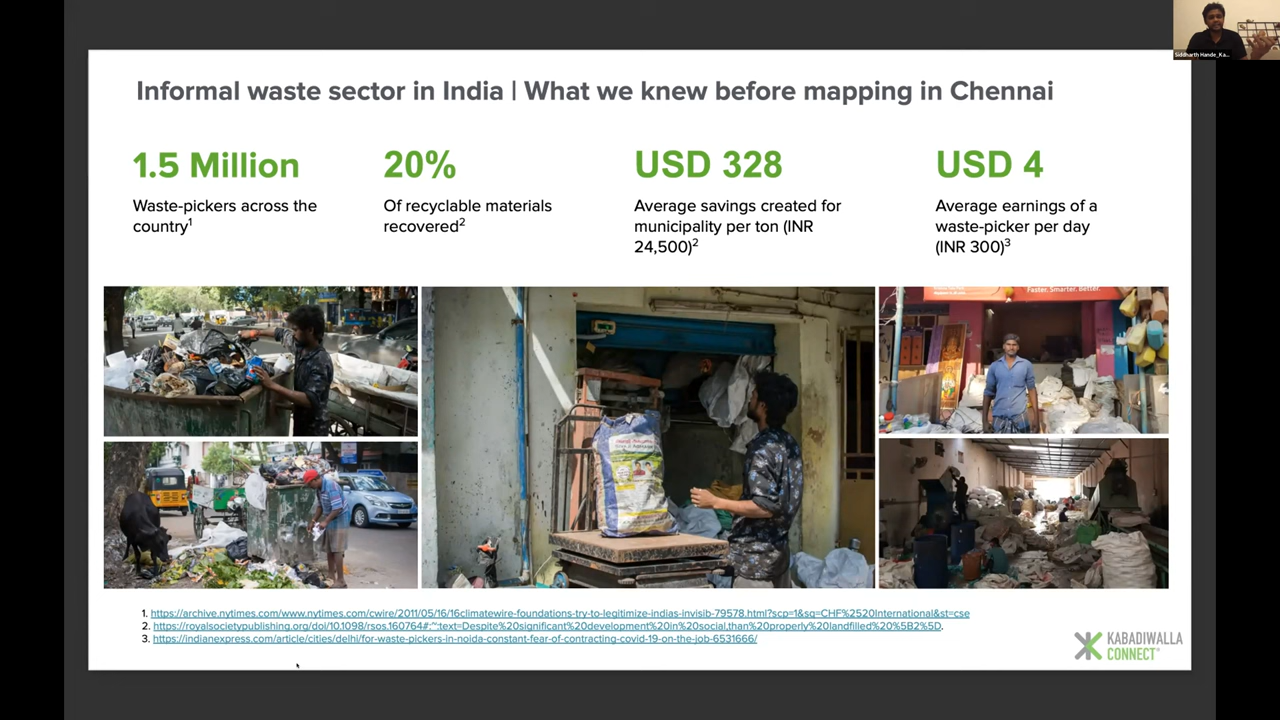 Siddharth Hande_Ka...
Informal waste sector in India | What we knew before mapping in Chennai
1.5 Million
Waste-pickers across the
country1
20%
Of recyclable materials
recovered2
USD 328
Average savings created for
municipality per ton (INR
24,500)2
USD 4
Average earnings of a
waste-picker per day
(INR 300)3
Faster. Smarter. Better.
1. https://archive.nytimes.com/www.nytimes.com/cwire/2011/05/16/16climatewire-foundations-try-to-legitimize-indias-invisib-79578.html?scp=1&sq=CHF%2520International&st=cse
2. https://royalsocietypublishing.org/doi/10.1098/rsos.160764#:~:text=Despite%20significant%20development%20in%20social,than%20properly%20landfilled%20%5B2%5D.
3. https://indianexpress.com/article/cities/delhi/for-waste-pickers-in-noida-constant-fear-of-contracting-covid-19-on-the-job-6531666/
KABADIWALLA
CONNECT